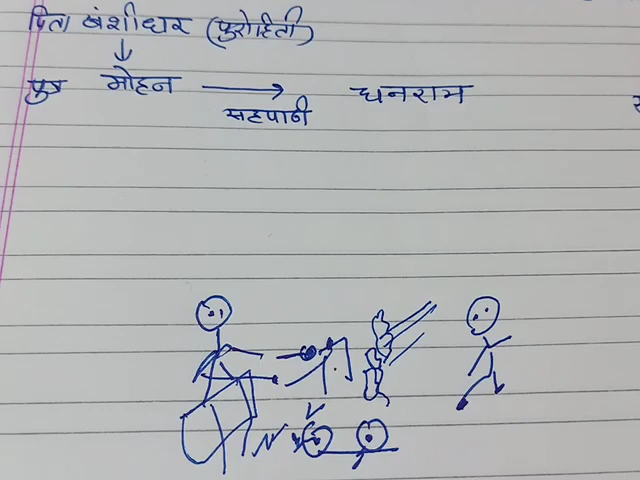 पिता बंशीधर (पुरोहिती)
↓
पुत्र मोहन → धनराम
सहपाठी